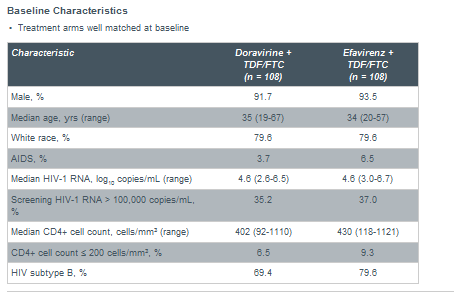 Baseline Characteristics
• Treatment arms well matched at baseline
Characteristic Doravirine + TDF/FTC (n = 108) Efavirenz + TDF/FTC (n = 108)
Male, % 91.7 93.5
Median age, yrs (range) 35 (19-67) 34 (20-57)
White race, % 79.6 79.6
AIDS, % 3.7 6.5
Median HIV-1 RNA, log₁₀ copies/mL (range) 4.6 (2.6-6.5) 4.6 (3.0-6.7)
Screening HIV-1 RNA > 100,000 copies/mL, % 35.2 37.0
Median CD4+ cell count, cells/mm³ (range) 402 (92-1110) 430 (118-1121)
CD4+ cell count ≤ 200 cells/mm³, % 6.5 9.3
HIV subtype B, % 69.4 79.6